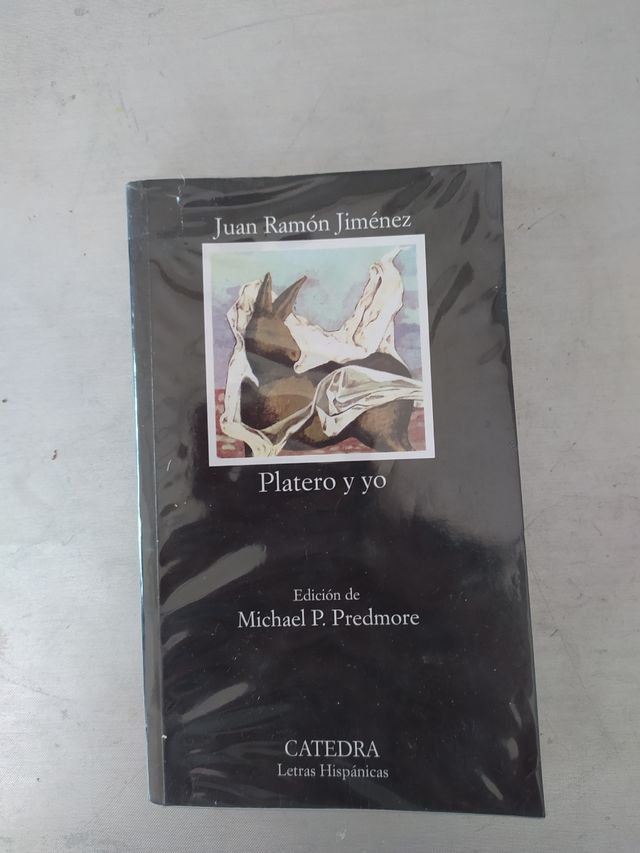 Juan Ramón Jiménez
Platero y yo
Edición de
Michael P. Predmore
CATEDRA
Letras Hispánicas